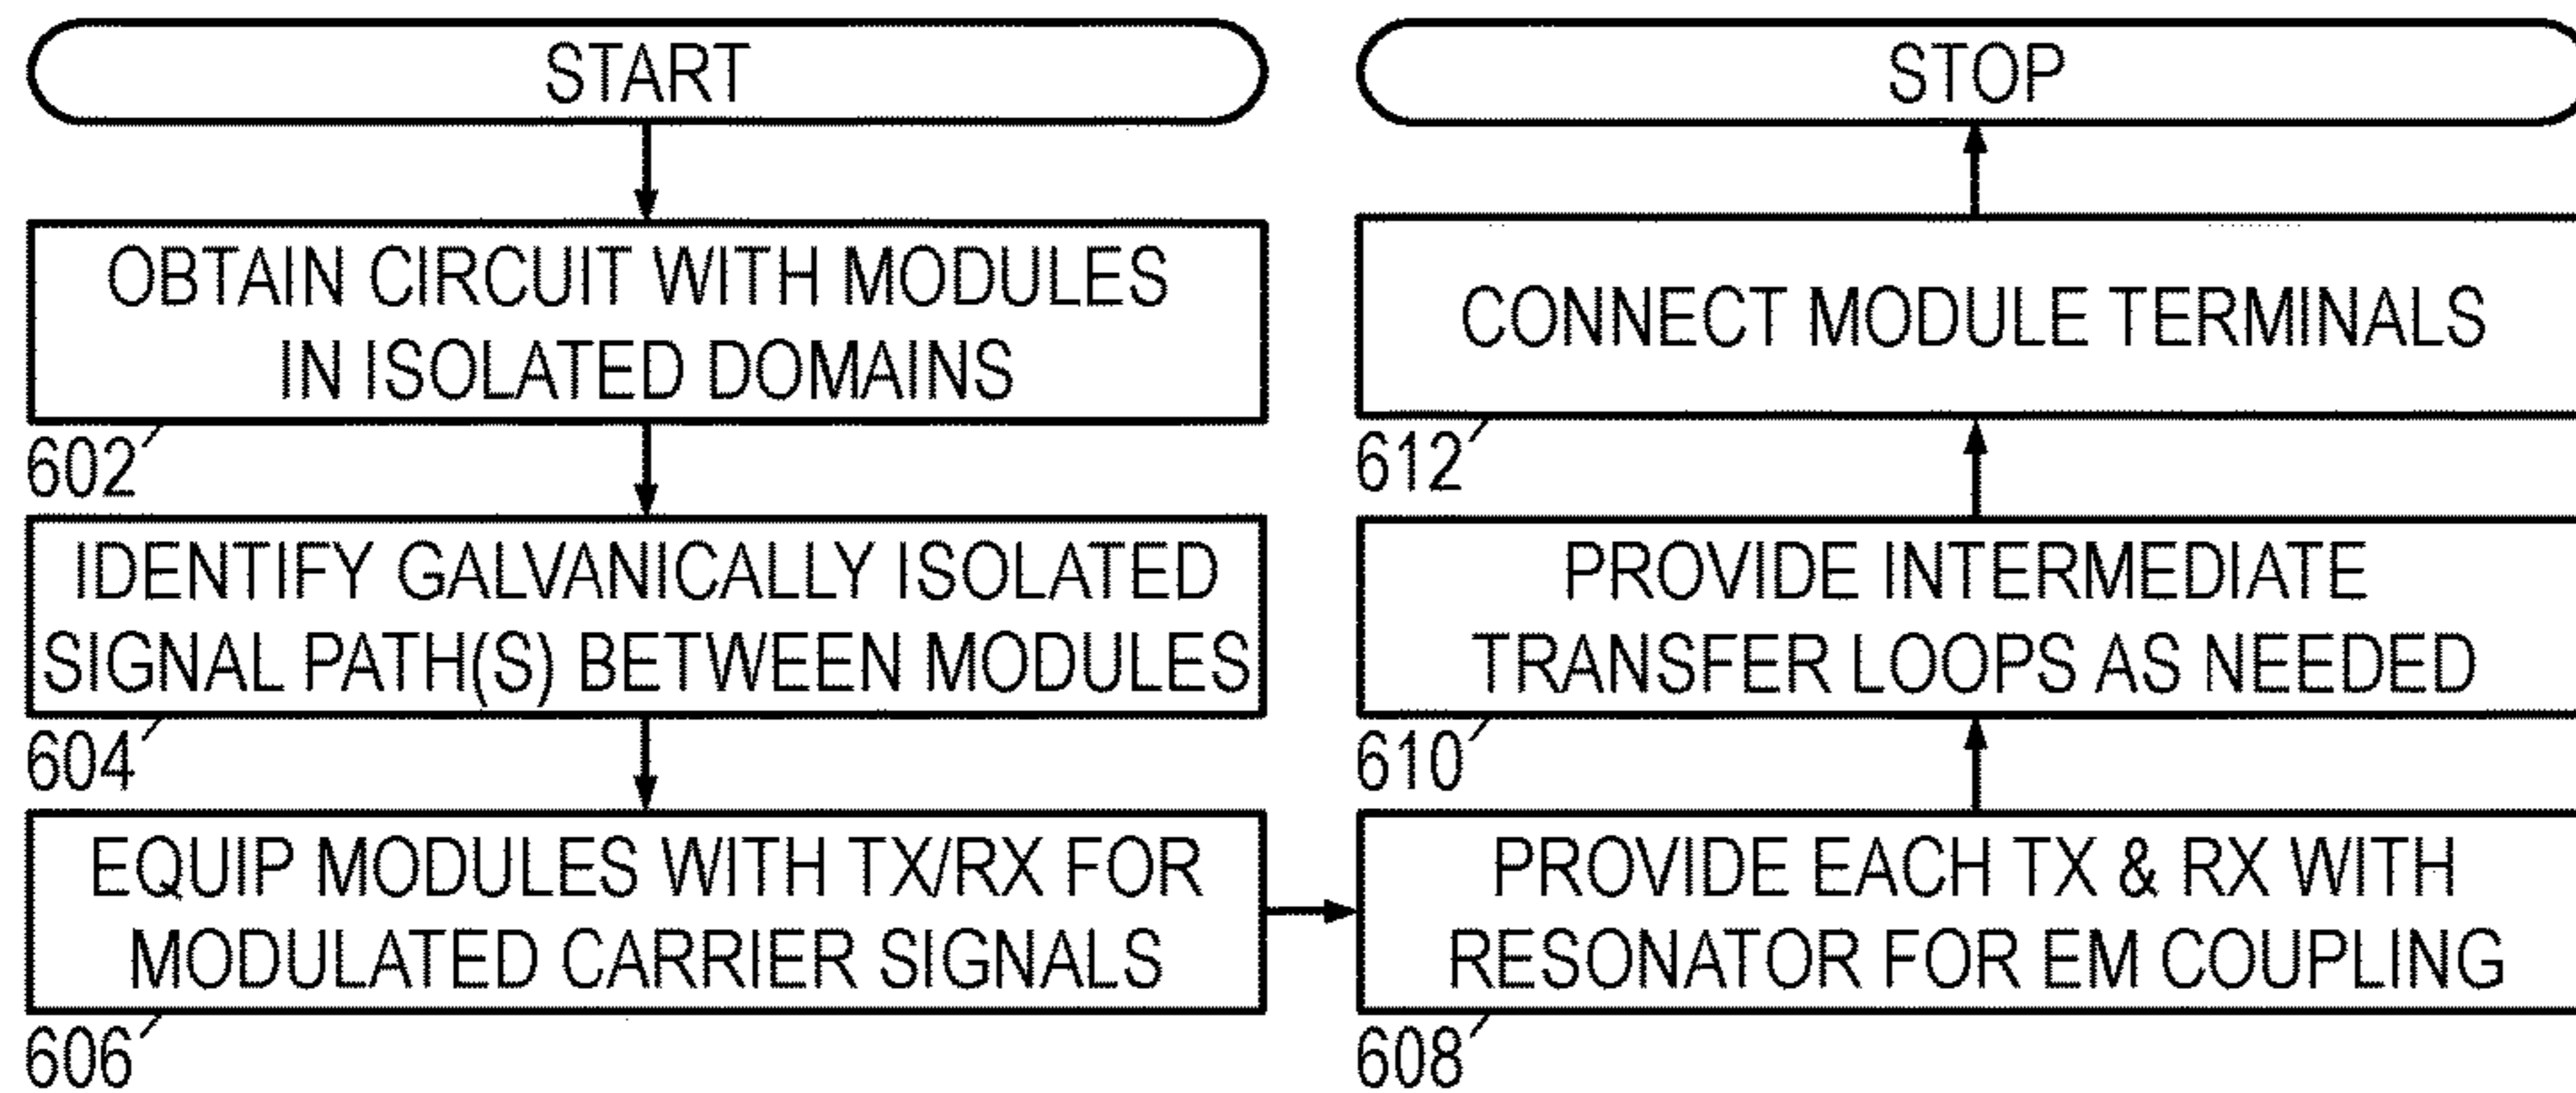 START
OBTAIN CIRCUIT WITH MODULES
IN ISOLATED DOMAINS
602
IDENTIFY GALVANICALLY ISOLATED
SIGNAL PATH(S) BETWEEN MODULES
604
EQUIP MODULES WITH TX/RX FOR
MODULATED CARRIER SIGNALS
606
PROVIDE EACH TX & RX WITH
RESONATOR FOR EM COUPLING
608
PROVIDE INTERMEDIATE
TRANSFER LOOPS AS NEEDED
610
CONNECT MODULE TERMINALS
612
STOP